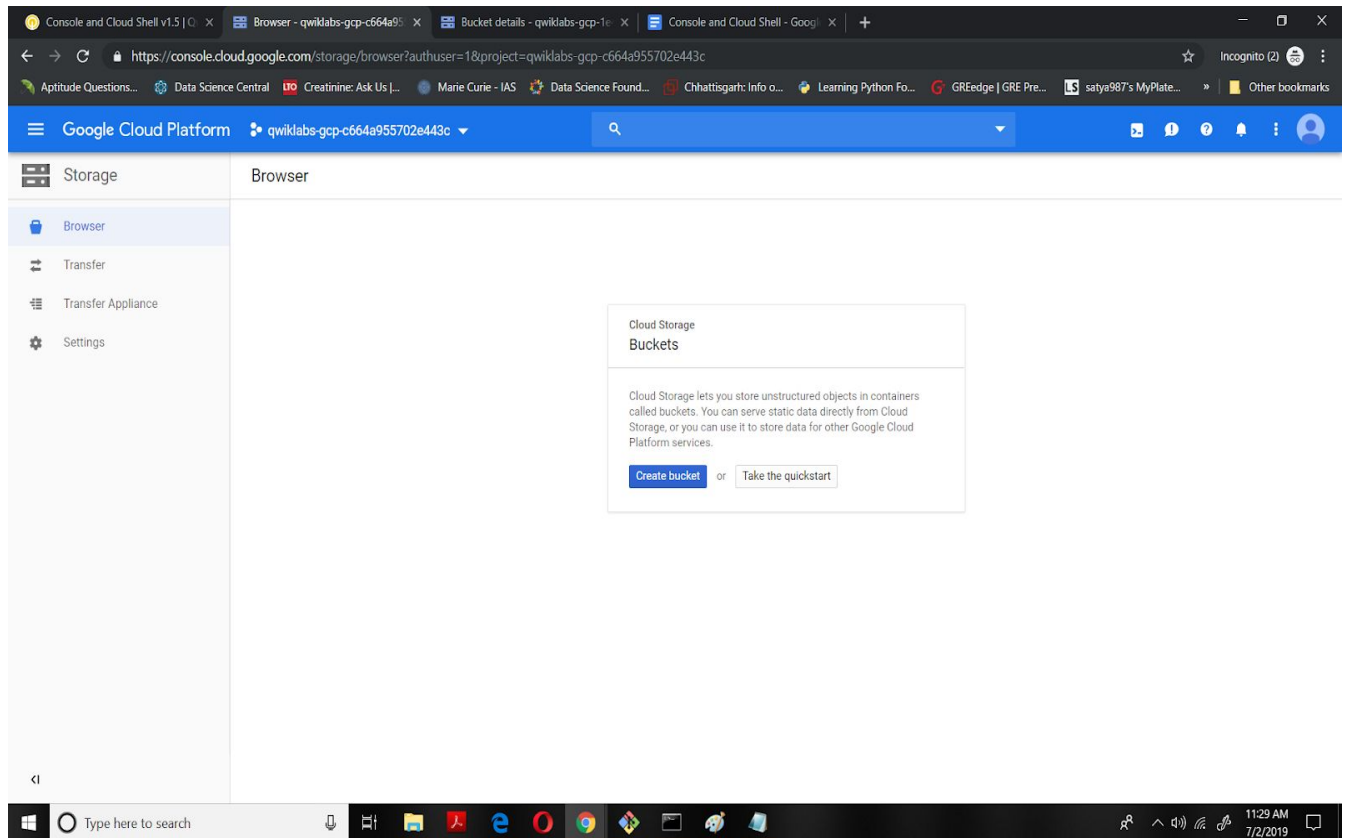 Console and Cloud Shell v1.5 | Q
Browser - qwiklabs-gcp-c664a95
Bucket details - qwiklabs-gcp-1e
Console and Cloud Shell - Googl
https://console.cloud.google.com/storage/browser?authuser=1&project=qwiklabs-gcp-c664a955702e443c
Incognito (2)
Aptitude Questions...
Data Science Central
LTO Creatinine: Ask Us |...
Marie Curie - IAS
Data Science Found...
Chhattisgarh: Info o...
Learning Python Fo...
G GREedge | GRE Pre...
LS satya987's MyPlate...
»
Other bookmarks
Google Cloud Platform
qwiklabs-gcp-c664a955702e443c
Storage
Browser
Browser
Transfer
Transfer Appliance
Settings
Cloud Storage
Buckets
Cloud Storage lets you store unstructured objects in containers
called buckets. You can serve static data directly from Cloud
Storage, or you can use it to store data for other Google Cloud
Platform services.
Create bucket or Take the quickstart
Type here to search
11:29 AM
7/2/2019